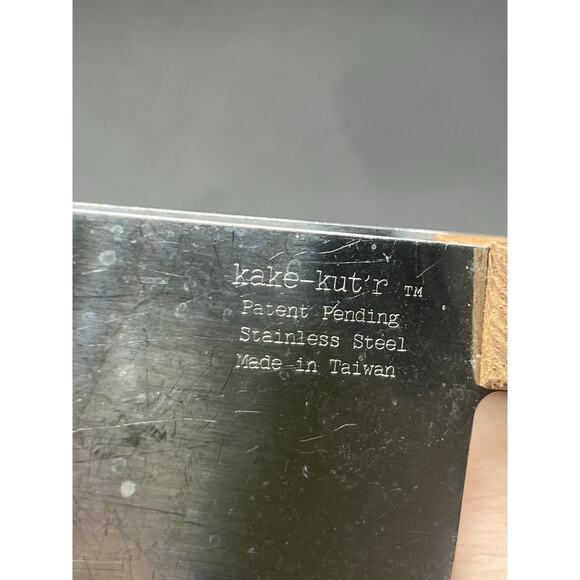 kake-kut'r TM
Patent Pending
Stainless Steel
Made in Taiwan